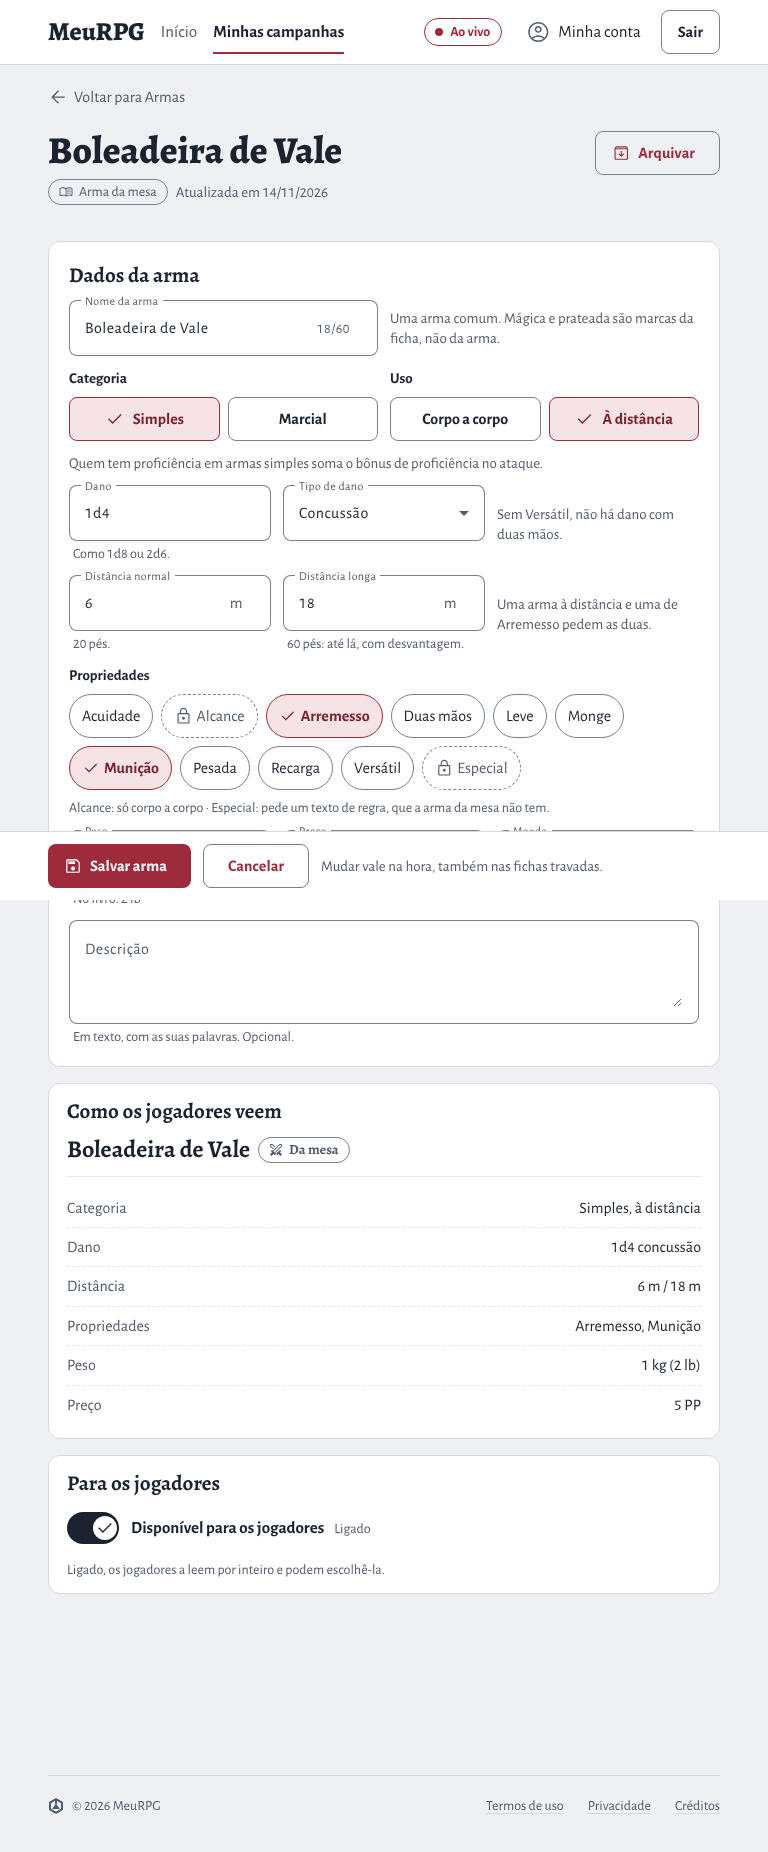 MeuRPG Início Minhas campanhas Ao vivo Minha conta Sair
Voltar para Armas
Boleadeira de Vale
Arquivar
Arma da mesa Atualizada em 14/11/2026
Dados da arma
Nome da arma
Boleadeira de Vale 18/60
Uma arma comum. Mágica e prateada são marcas da
ficha, não da arma.
Categoria
Simples Marcial
Uso
Corpo a corpo À distância
Quem tem proficiência em armas simples soma o bônus de proficiência no ataque.
Dano
1d4
Como 1d8 ou 2d6.
Tipo de dano
Concussão
Sem Versátil, não há dano com
duas mãos.
Distância normal
6 m
20 pés.
Distância longa
18 m
60 pés: até lá, com desvantagem.
Uma arma à distância e uma de
Arremesso pedem as duas.
Propriedades
Acuidade Alcance Arremesso Duas mãos Leve Monge
Munição Pesada Recarga Versátil Especial
Alcance: só corpo a corpo · Especial: pede um texto de regra, que a arma da mesa não tem.
Peso Preço Moeda
Salvar arma Cancelar Mudar vale na hora, também nas fichas travadas.
No livro: 2 lb
Descrição
Em texto, com as suas palavras. Opcional.
Como os jogadores veem
Boleadeira de Vale Da mesa
Categoria Simples, à distância
Dano 1d4 concussão
Distância 6 m / 18 m
Propriedades Arremesso, Munição
Peso 1 kg (2 lb)
Preço 5 PP
Para os jogadores
Disponível para os jogadores Ligado
Ligado, os jogadores a leem por inteiro e podem escolhê-la.
© 2026 MeuRPG Termos de uso Privacidade Créditos